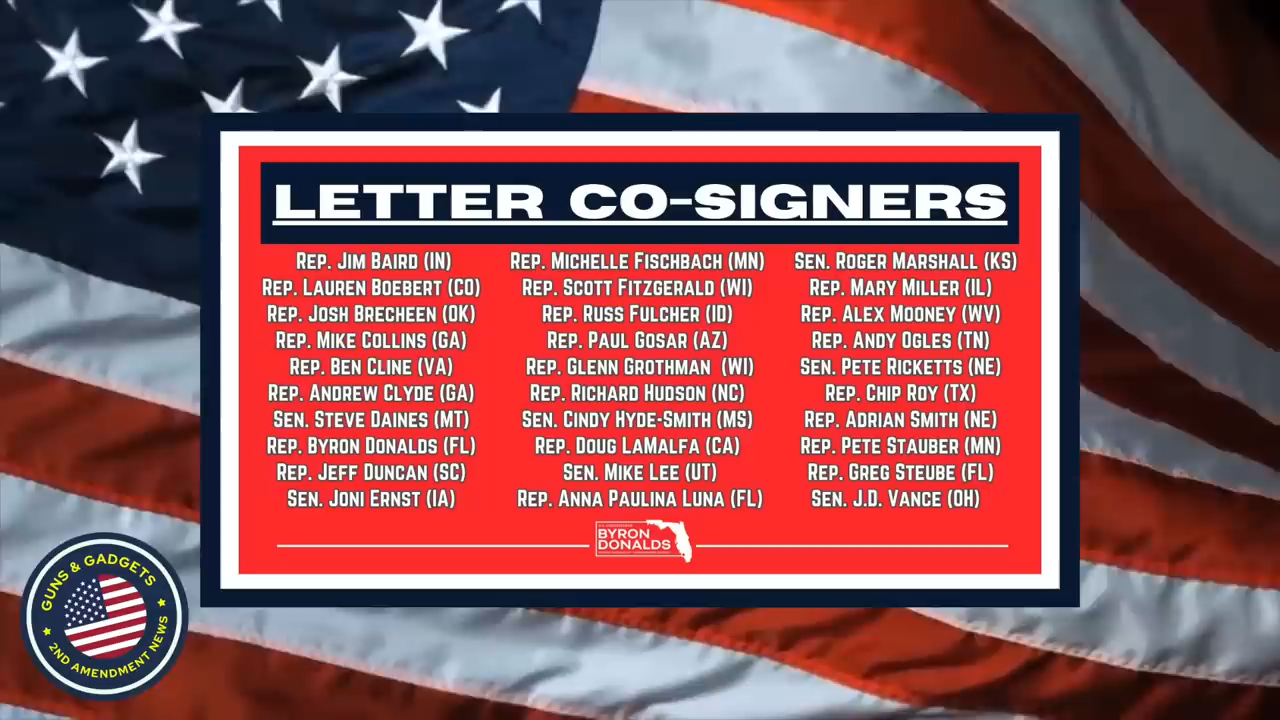 LETTER CO-SIGNERS
REP. JIM BAIRD (IN)
REP. LAUREN BOEBERT (CO)
REP. JOSH BRECHEEN (OK)
REP. MIKE COLLINS (GA)
REP. BEN CLINE (VA)
REP. ANDREW CLYDE (GA)
SEN. STEVE DAINES (MT)
REP. BYRON DONALDS (FL)
REP. JEFF DUNCAN (SC)
SEN. JONI ERNST (IA)
REP. MICHELLE FISCHBACH (MN)
REP. SCOTT FITZGERALD (WI)
REP. RUSS FULCHER (ID)
REP. PAUL GOSAR (AZ)
REP. GLENN GROTHMAN (WI)
REP. RICHARD HUDSON (NC)
SEN. CINDY HYDE-SMITH (MS)
REP. DOUG LAMALFA (CA)
SEN. MIKE LEE (UT)
REP. ANNA PAULINA LUNA (FL)
SEN. ROGER MARSHALL (KS)
REP. MARY MILLER (IL)
REP. ALEX MOONEY (WV)
REP. ANDY OGLES (TN)
SEN. PETE RICKETTS (NE)
REP. CHIP ROY (TX)
REP. ADRIAN SMITH (NE)
REP. PETE STAUBER (MN)
REP. GREG STEUBE (FL)
SEN. J.D. VANCE (OH)
BYRON
DONALDS
GUNS & GADGETS
2ND AMENDMENT NEWS